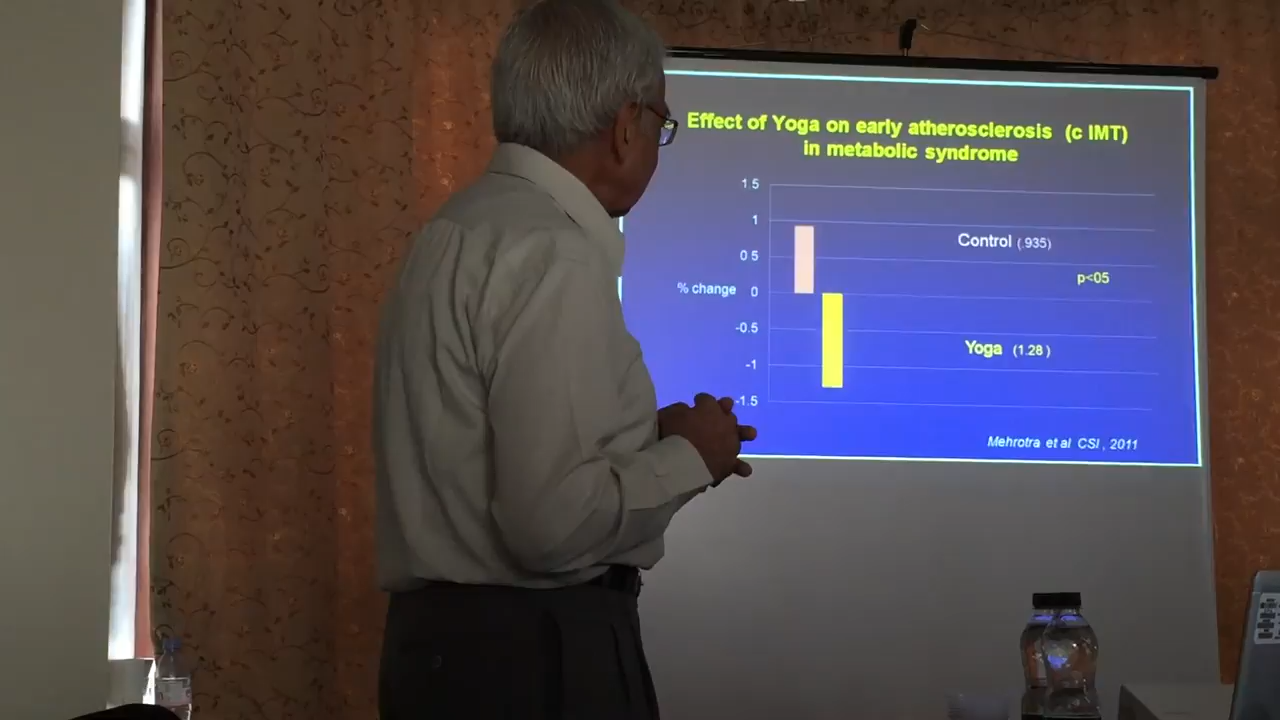 Effect of Yoga on early atherosclerosis (c IMT)
in metabolic syndrome
1.5
1
0 5
0
-0.5
-1
-1.5
% change
Control (.935)
p<05
Yoga (1.28 )
Mehrotra et al CSI , 2011